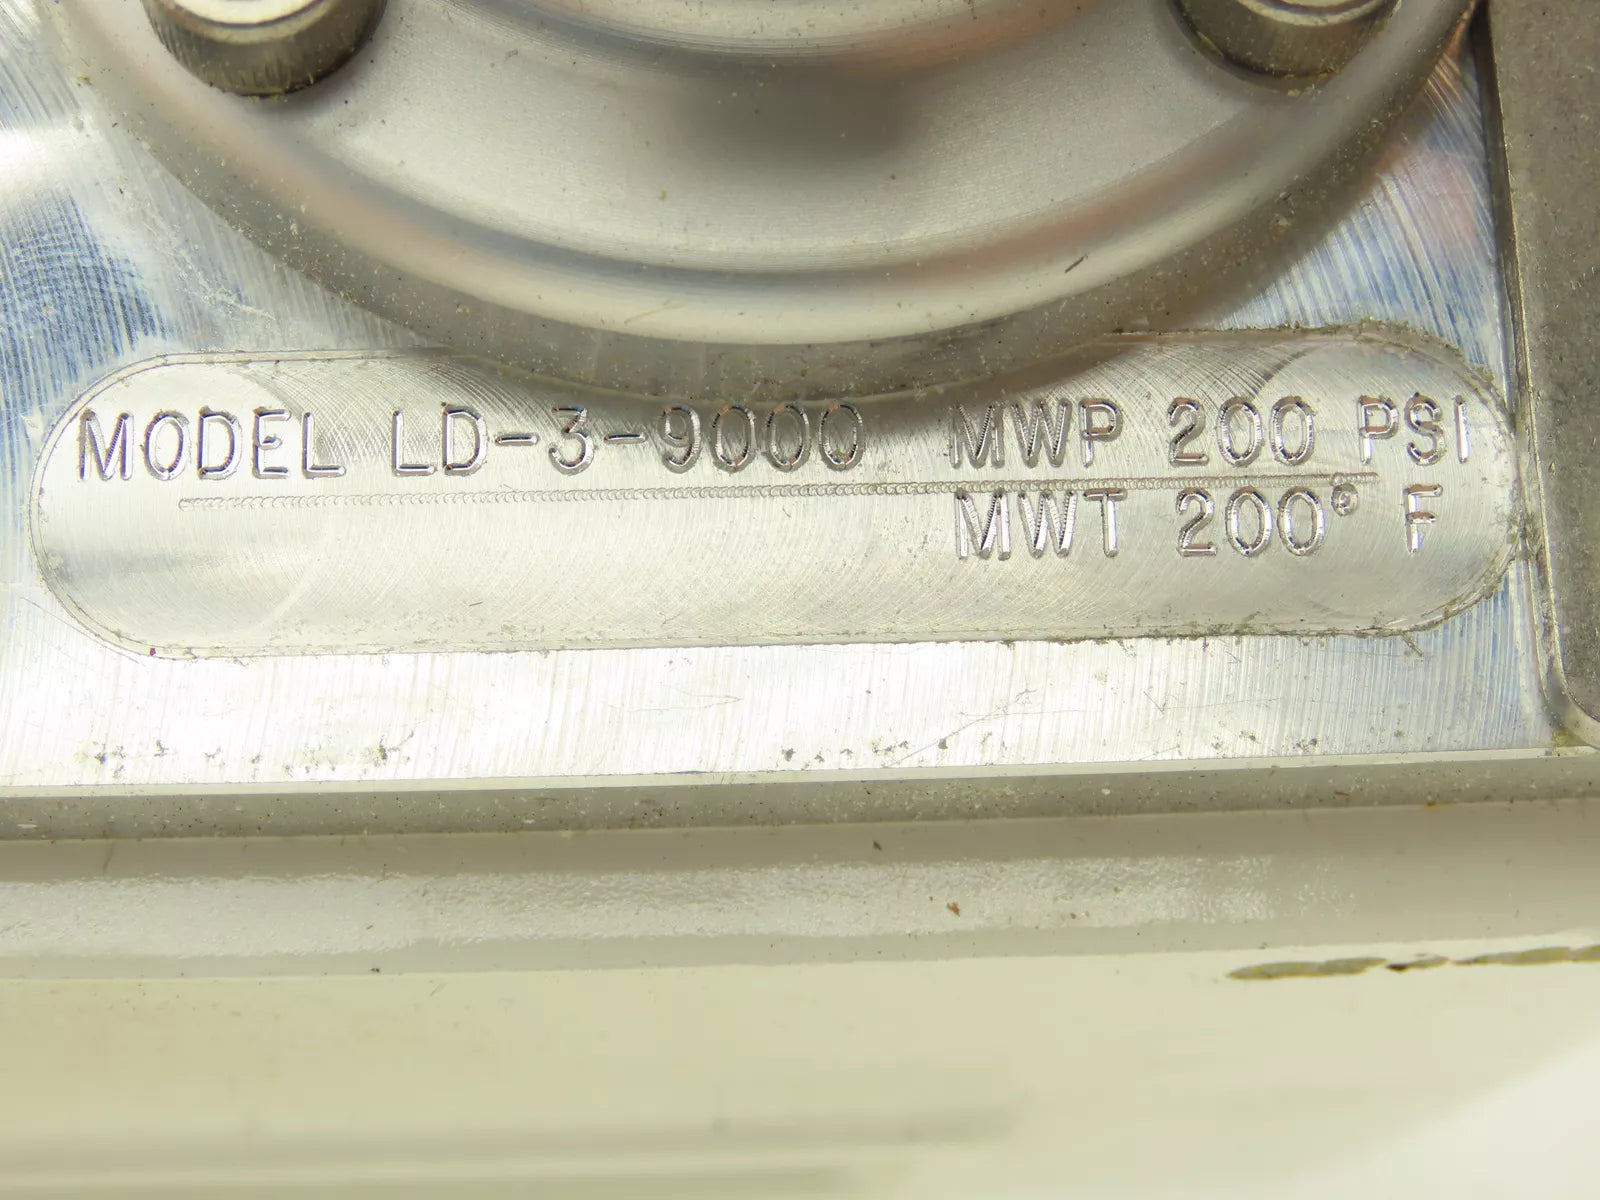 MODEL LD-3-9000 MWP 200 PSI
MWT 200° F